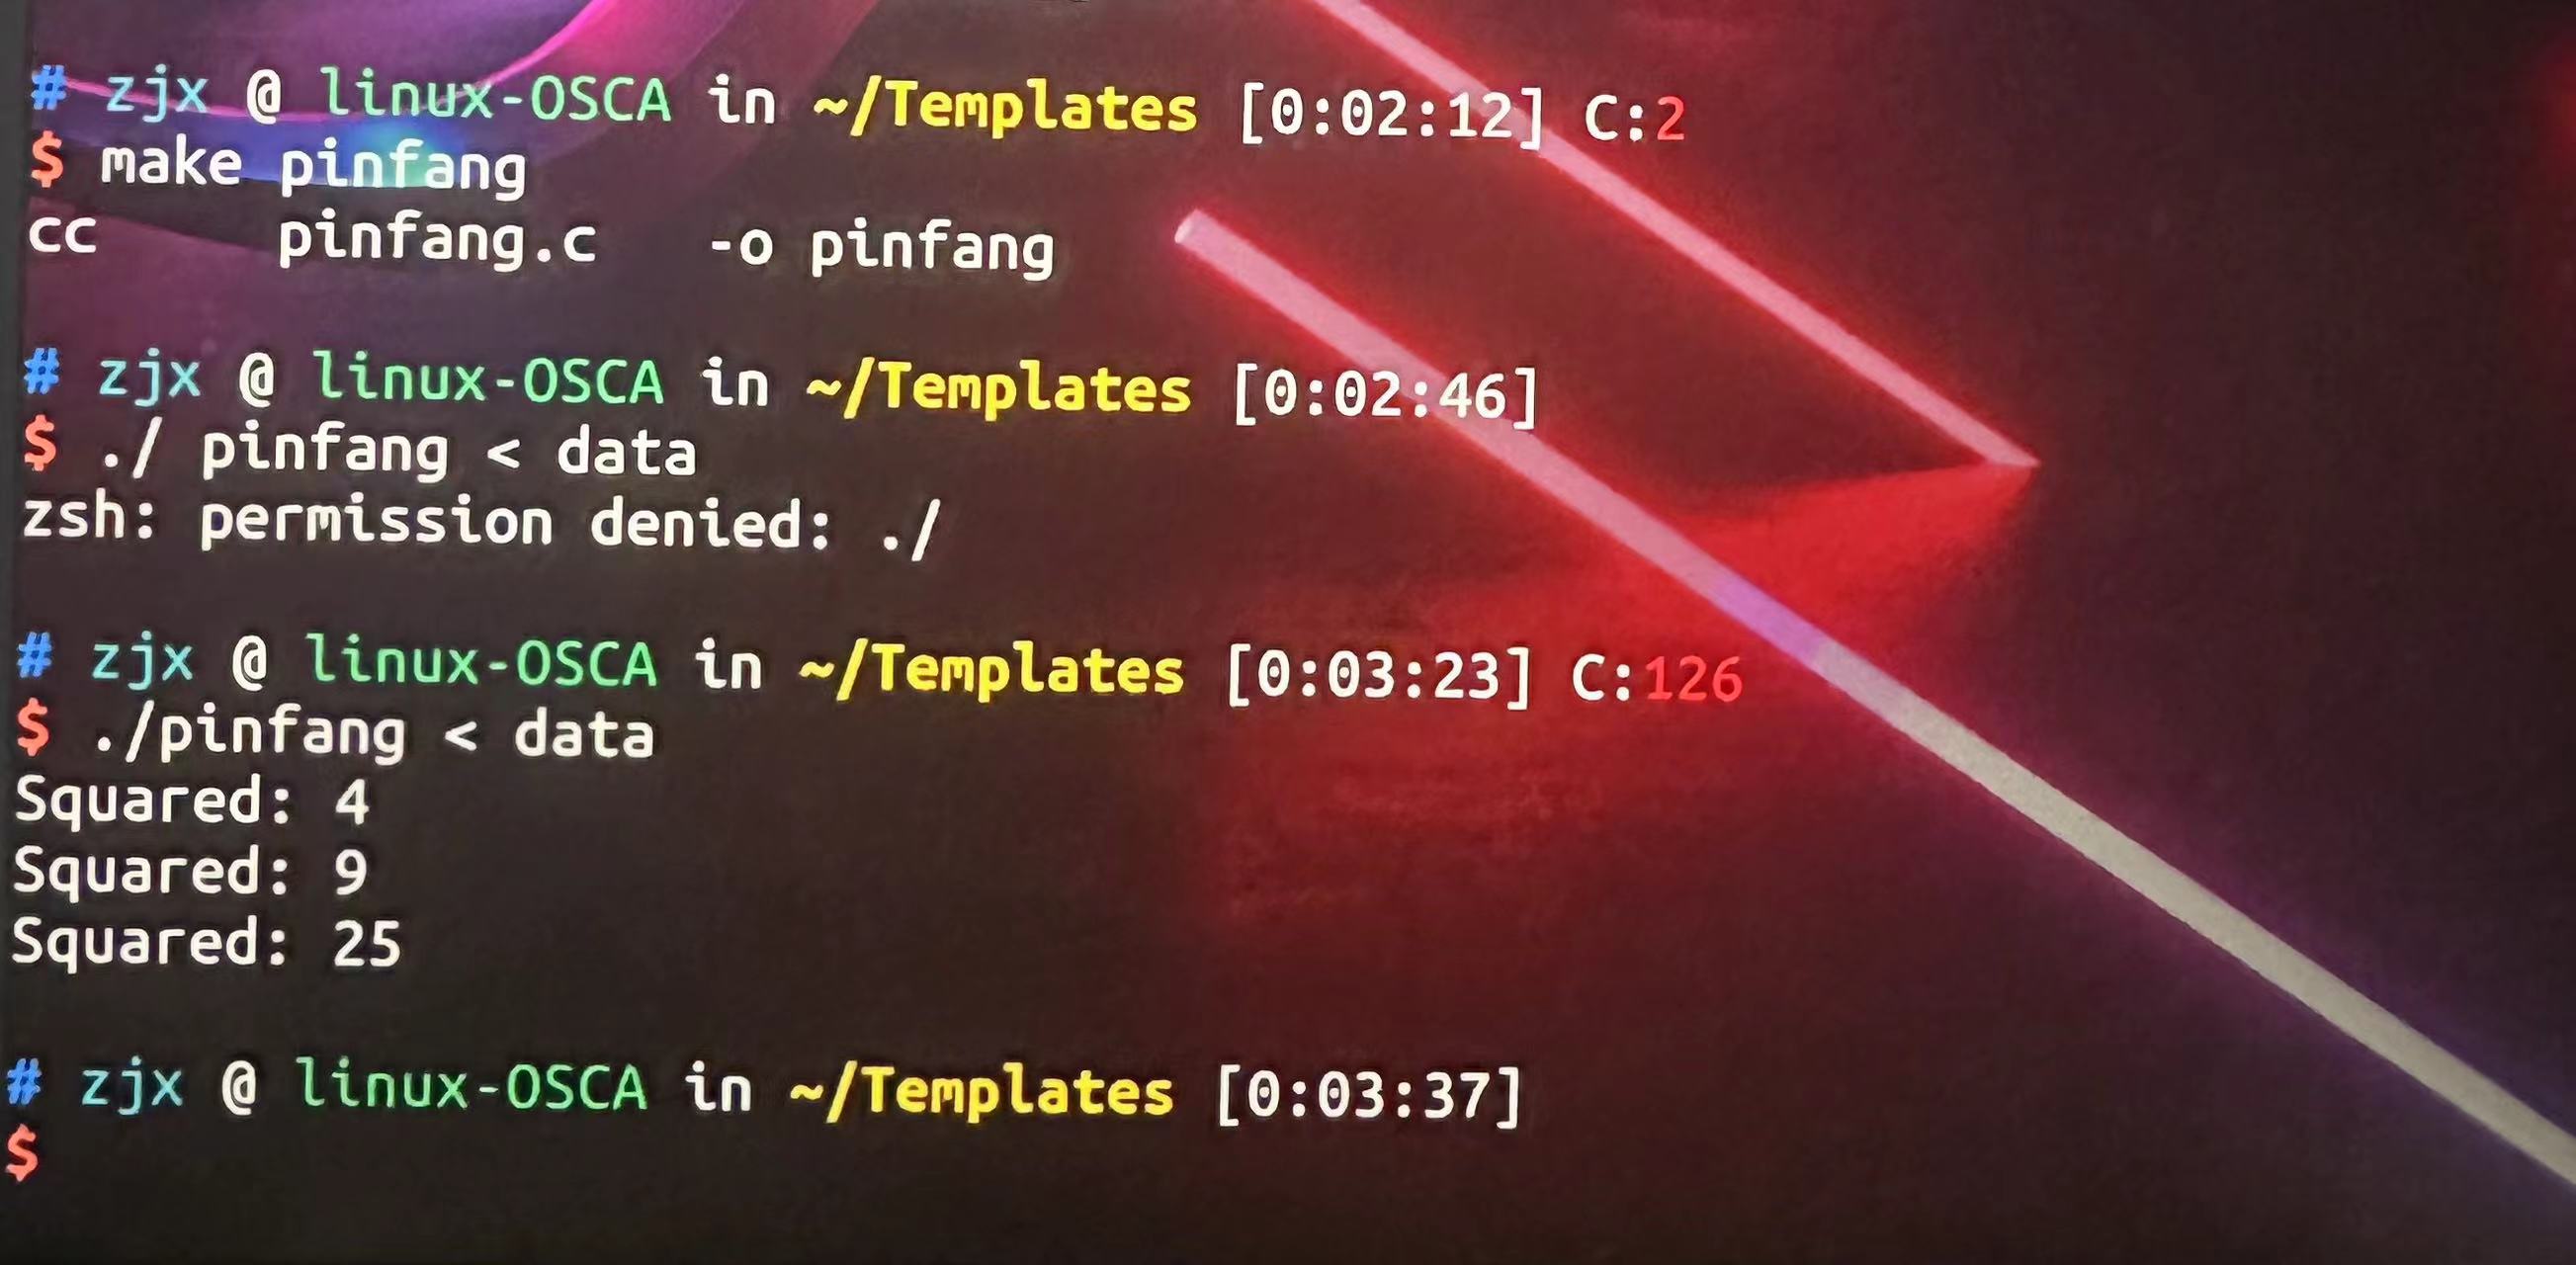 # zjx @ linux-OSCA in ~/Templates [0:02:12] C:2
$ make pinfang
cc     pinfang.c   -o pinfang
# zjx @ linux-OSCA in ~/Templates [0:02:46]
$ ./ pinfang < data
zsh: permission denied: ./
# zjx @ linux-OSCA in ~/Templates [0:03:23] C:126
$ ./pinfang < data
Squared: 4
Squared: 9
Squared: 25
# zjx @ linux-OSCA in ~/Templates [0:03:37]
$